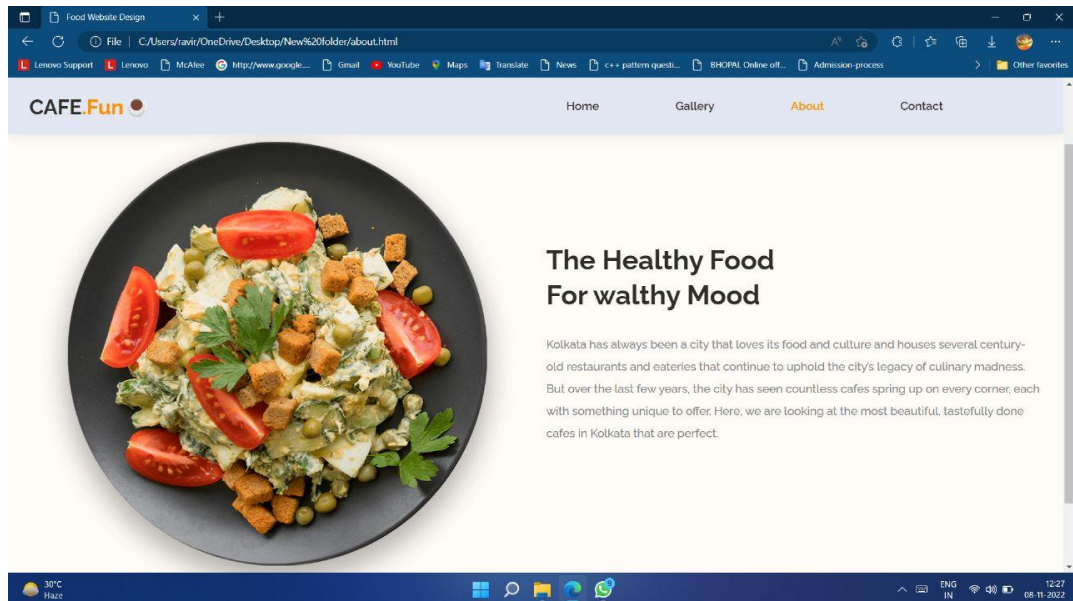 Food Website Design
File C:/Users/ravir/OneDrive/Desktop/New%20folder/about.html
Lenovo Support Lenovo McAfee http://www.google.... Gmail YouTube Maps Translate News c++ pattern questi... BHOPAL Online off... Admission-process Other favorites
CAFE.Fun Home Gallery About Contact
The Healthy Food
For walthy Mood
Kolkata has always been a city that loves its food and culture and houses several century-
old restaurants and eateries that continue to uphold the city's legacy of culinary madness.
But over the last few years, the city has seen countless cafes spring up on every corner, each
with something unique to offer. Here, we are looking at the most beautiful, tastefully done
cafes in Kolkata that are perfect.
30°C
Haze
ENG
IN
12:27
08-11-2022